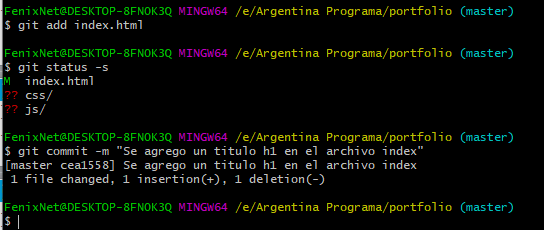 FenixNet@DESKTOP-8FNOK3Q MINGW64 /e/Argentina Programa/portfolio (master)
$ git add index.html
FenixNet@DESKTOP-8FNOK3Q MINGW64 /e/Argentina Programa/portfolio (master)
$ git status -s
M  index.html
?? css/
?? js/
FenixNet@DESKTOP-8FNOK3Q MINGW64 /e/Argentina Programa/portfolio (master)
$ git commit -m "Se agrego un titulo h1 en el archivo index"
[master cea1558] Se agrego un titulo h1 en el archivo index
 1 file changed, 1 insertion(+), 1 deletion(-)
FenixNet@DESKTOP-8FNOK3Q MINGW64 /e/Argentina Programa/portfolio (master)
$